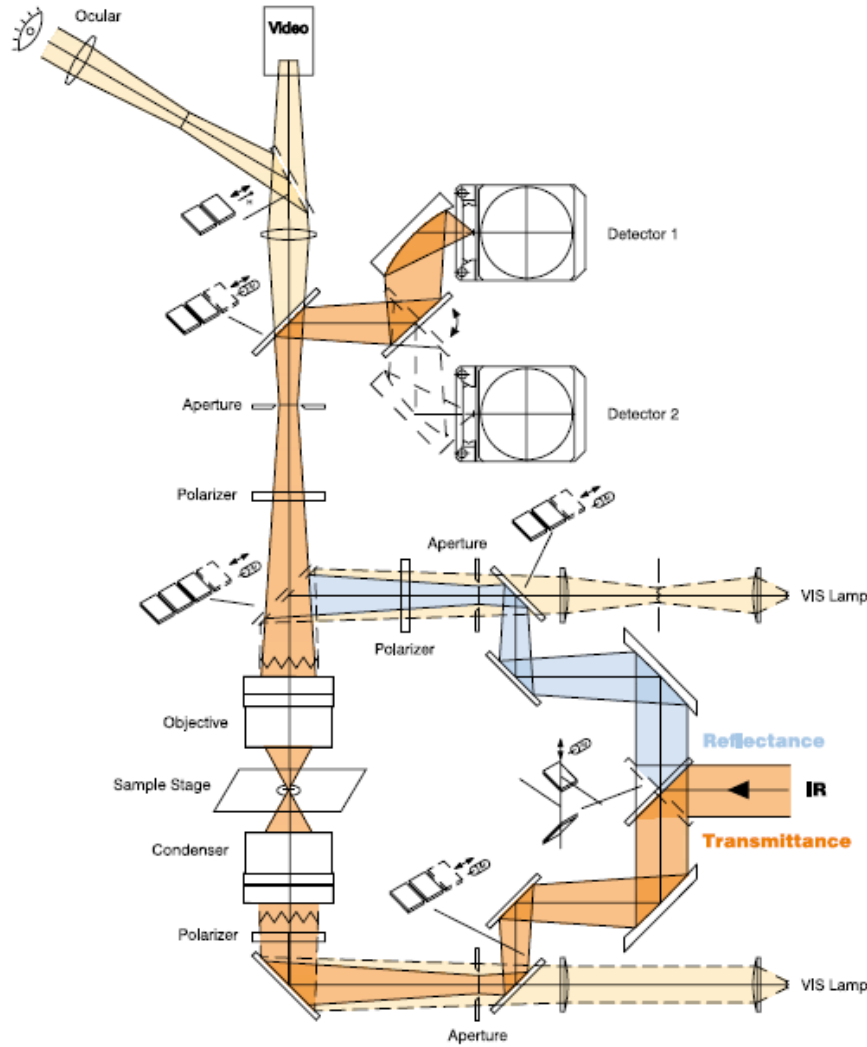 Ocular
Video
Detector 1
Aperture
Detector 2
Polarizer
Aperture
VIS Lamp
Polarizer
Objective
Reflectance
Sample Stage
IR
Transmittance
Condenser
Polarizer
VIS Lamp
Aperture